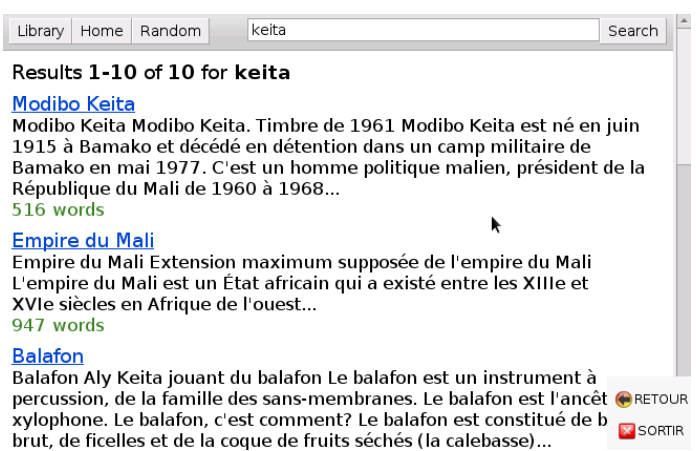 Library Home Random keita Search
Results 1-10 of 10 for keita
Modibo Keita
Modibo Keita Modibo Keita. Timbre de 1961 Modibo Keita est né en juin
1915 à Bamako et décédé en détention dans un camp militaire de
Bamako en mai 1977. C'est un homme politique malien, président de la
République du Mali de 1960 à 1968...
516 words
Empire du Mali
Empire du Mali Extension maximum supposée de l'empire du Mali
L'empire du Mali est un État africain qui a existé entre les XIIIe et
XVIe siècles en Afrique de l'ouest...
947 words
Balafon
Balafon Aly Keita jouant du balafon Le balafon est un instrument à
percussion, de la famille des sans-membranes. Le balafon est l'ancêt
RETOUR
xylophone. Le balafon, c'est comment? Le balafon est constitué de b
brut, de ficelles et de la coque de fruits séchés (la calebasse)...
SORTIR